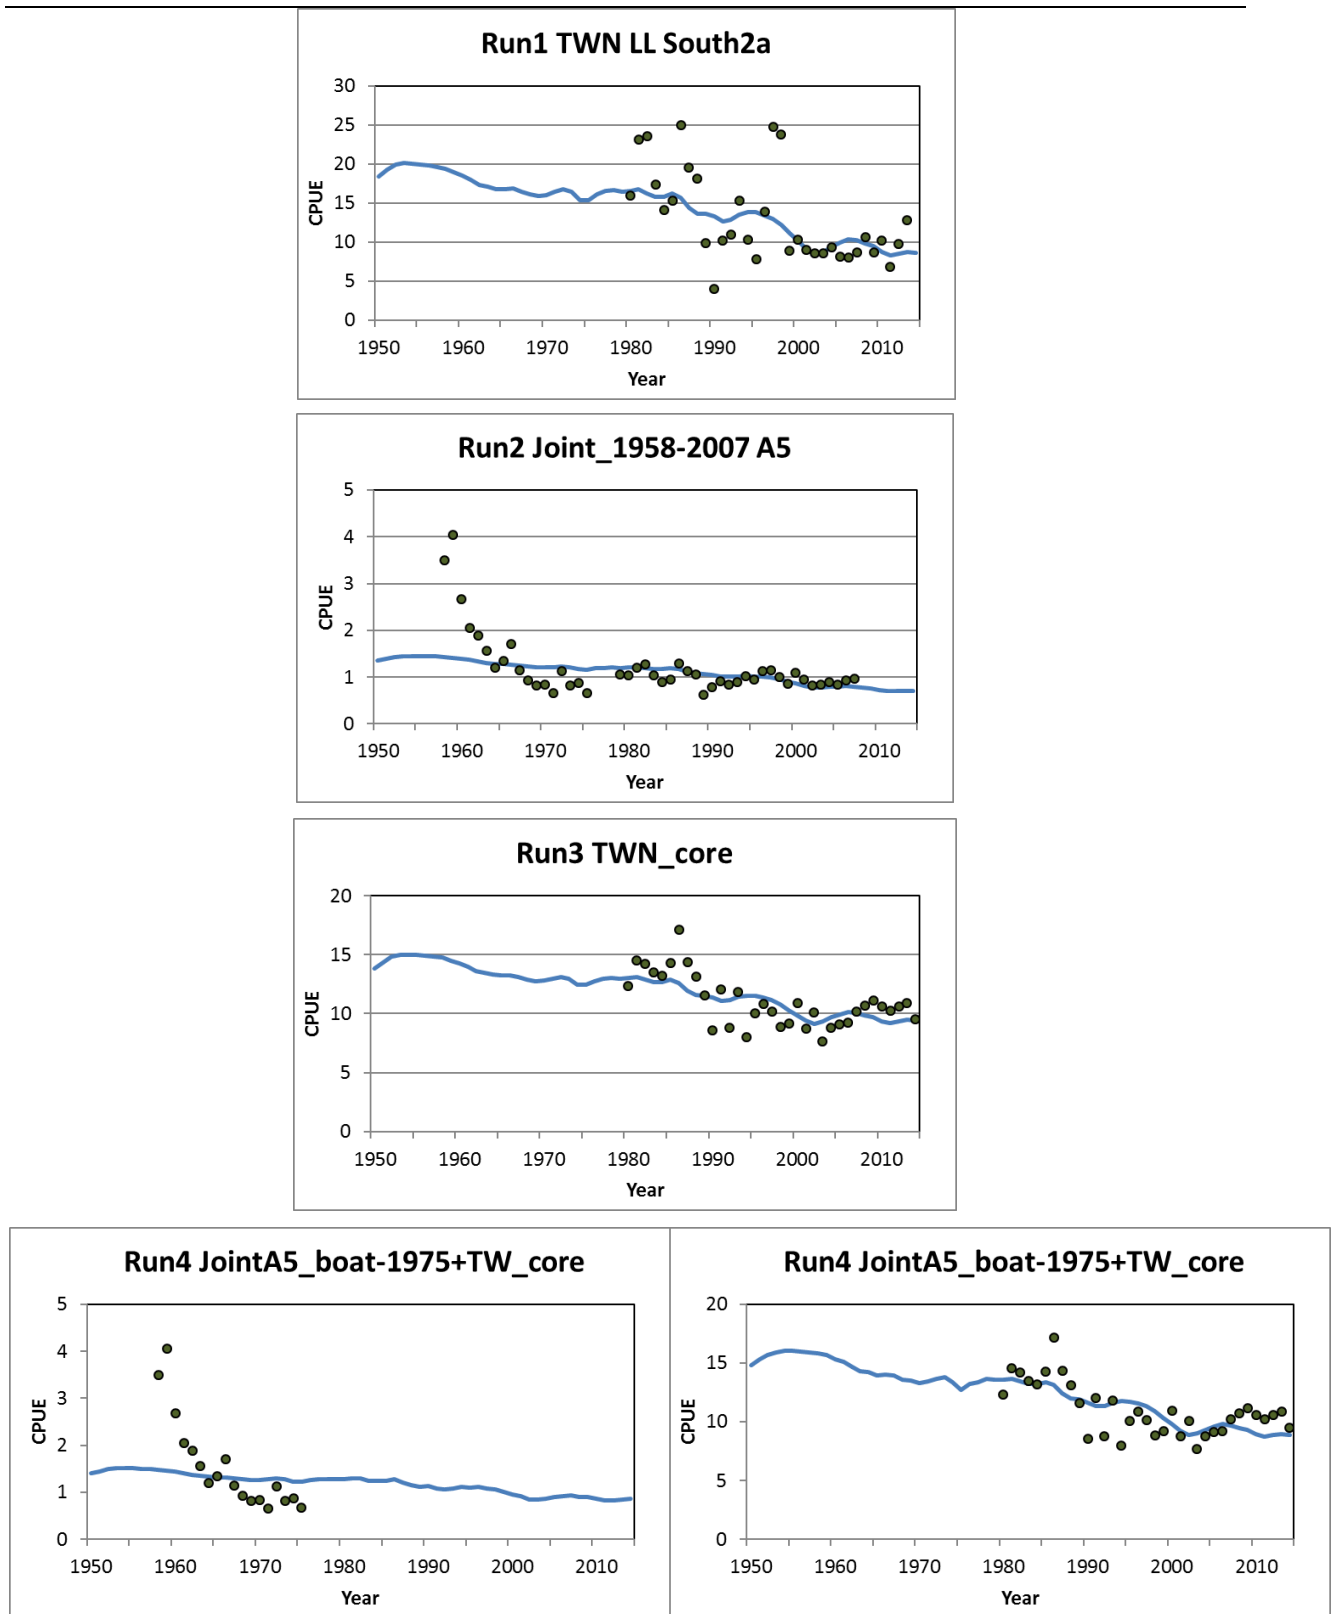 Run1 TWN LL South2a
30
25
20
15
10
5
0
CPUE
1950 1960 1970 1980 1990 2000 2010
Year
Run2 Joint_1958-2007 A5
5
4
3
2
1
0
CPUE
1950 1960 1970 1980 1990 2000 2010
Year
Run3 TWN_core
20
15
10
5
0
CPUE
1950 1960 1970 1980 1990 2000 2010
Year
Run4 JointA5_boat-1975+TW_core
5
4
3
2
1
0
CPUE
1950 1960 1970 1980 1990 2000 2010
Year
Run4 JointA5_boat-1975+TW_core
20
15
10
5
0
CPUE
1950 1960 1970 1980 1990 2000 2010
Year